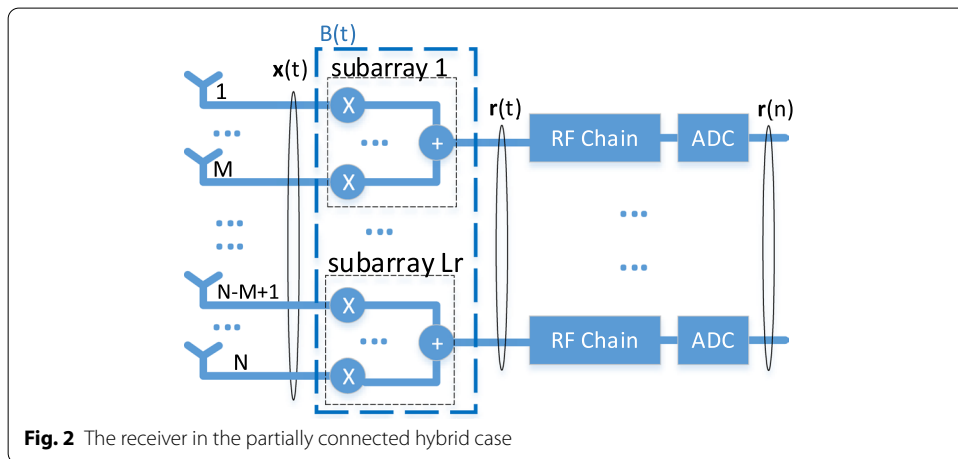 B(t)
x(t)
subarray 1
1
X
...
...
r(t)
r(n)
+
RF Chain
ADC
M
X
...
...
...
...
...
subarray Lr
N-M+1
X
...
...
+
RF Chain
ADC
N
X
Fig. 2 The receiver in the partially connected hybrid case